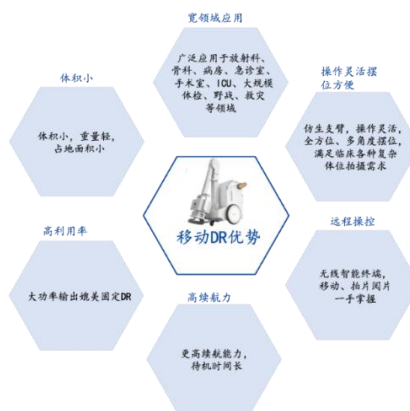 宽领域应用
广泛应用于放射科、
骨科、病房、急诊室、
手术室、ICU、大规模
体检、野战、救灾
等领域
体积小
体积小，重量轻，
占地面积小
操作灵活摆
位方便
仿生支臂，操作灵活，
全方位、多角度摆位，
满足临床各种复杂
体位拍摄需求
移动DR优势
高利用率
大功率输出媲美固定DR
远程操控
无线智能终端，
移动、拍片阅片
一手掌握
高续航力
更高续航能力，
待机时间长